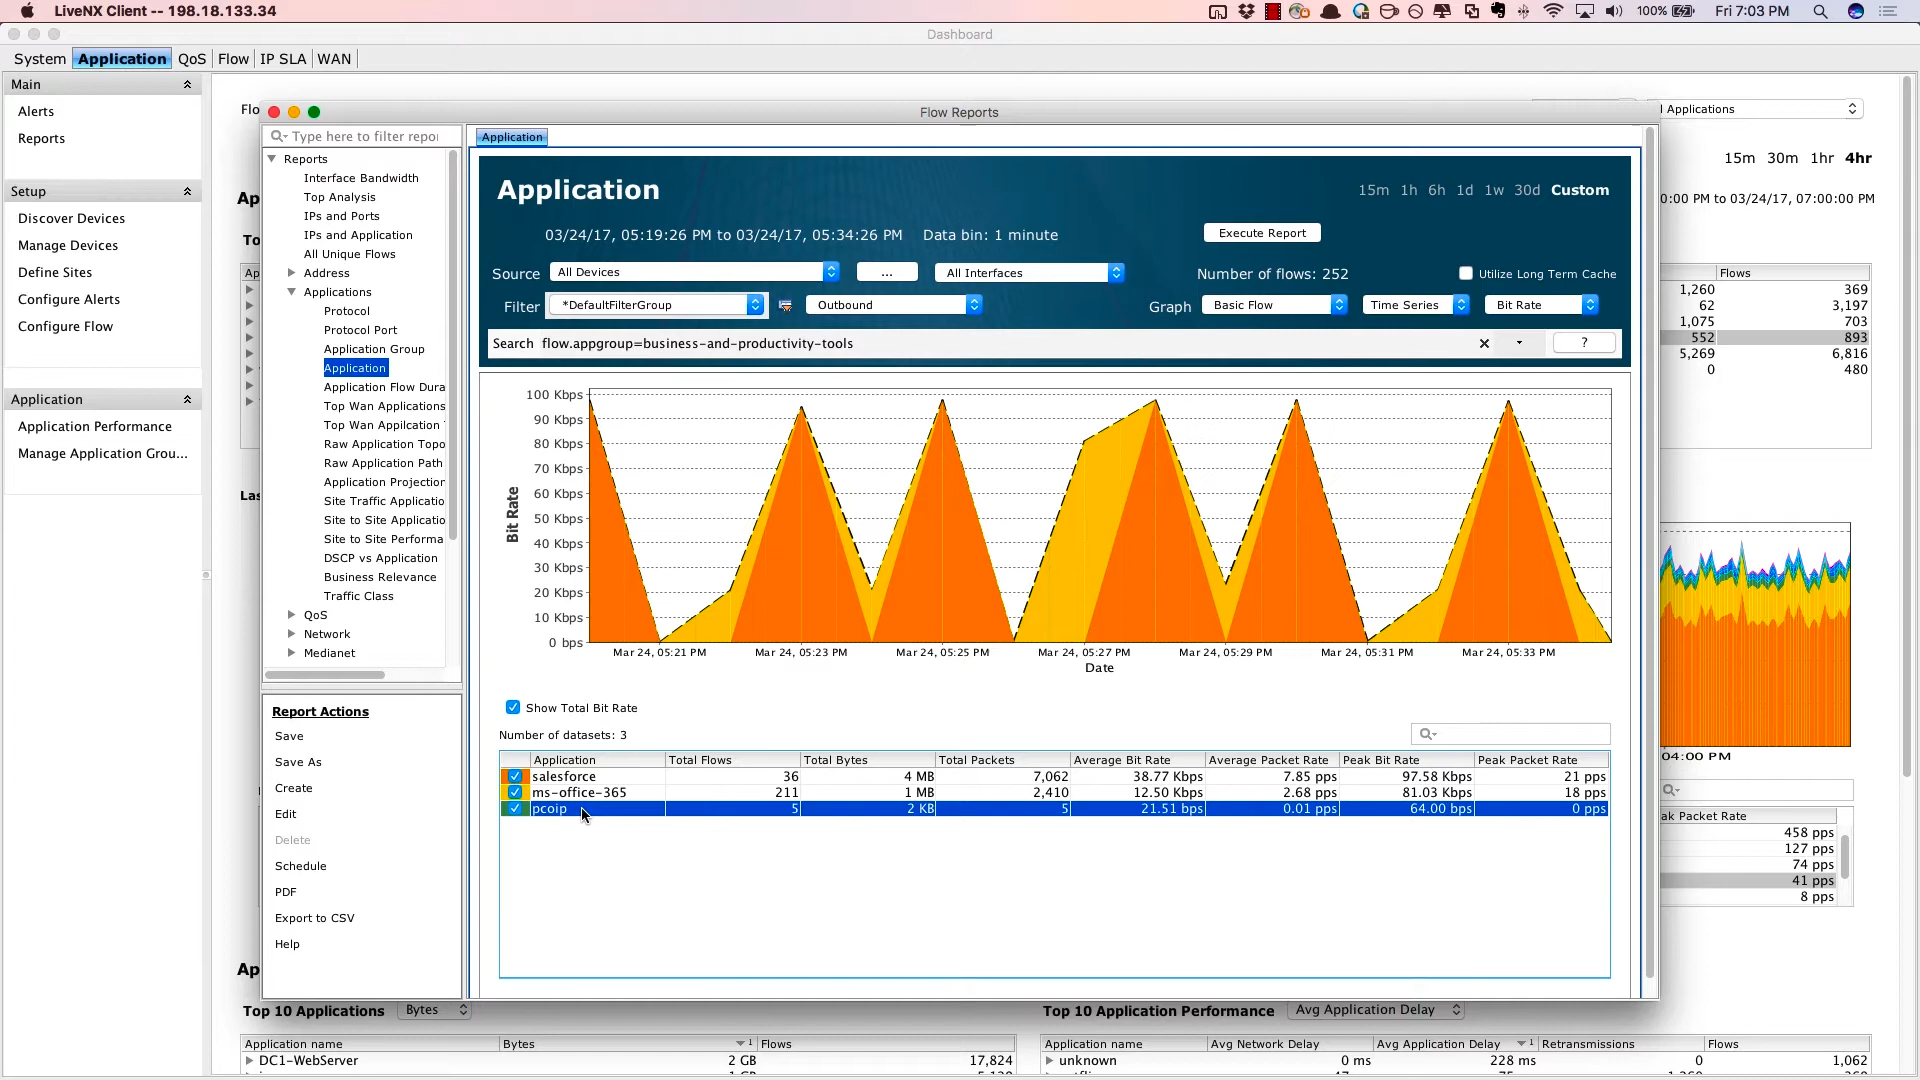 LiveNX Client -- 198.18.133.34
100%
Fri 7:03 PM
Dashboard
System Application QoS Flow IP SLA WAN
Main
Alerts
Reports
Setup
Discover Devices
Manage Devices
Define Sites
Configure Alerts
Configure Flow
Application
Application Performance
Manage Application Grou...
Flow Reports
Reports
Interface Bandwidth
Top Analysis
IPs and Ports
IPs and Application
All Unique Flows
Address
Applications
Protocol
Protocol Port
Application Group
Application
Application Flow Dura
Top Wan Applications
Top Wan Application
Raw Application Topo
Raw Application Path
Application Projection
Site Traffic Applicatio
Site to Site Applicatio
Site to Site Performa
DSCP vs Application
Business Relevance
Traffic Class
QoS
Network
Medianet
Report Actions
Save
Save As
Create
Edit
Delete
Schedule
PDF
Export to CSV
Help
Type here to filter repor
Application
Application
15m 1h 6h 1d 1w 30d Custom
03/24/17, 05:19:26 PM to 03/24/17, 05:34:26 PM Data bin: 1 minute
Execute Report
Source All Devices ... All Interfaces Number of flows: 252 Utilize Long Term Cache
Filter *DefaultFilterGroup Outbound Graph Basic Flow Time Series Bit Rate
Search flow.appgroup=business-and-productivity-tools ?
100 Kbps
90 Kbps
80 Kbps
70 Kbps
60 Kbps
50 Kbps
40 Kbps
30 Kbps
20 Kbps
10 Kbps
0 bps
Bit Rate
Mar 24, 05:21 PM Mar 24, 05:23 PM Mar 24, 05:25 PM Mar 24, 05:27 PM Mar 24, 05:29 PM Mar 24, 05:31 PM Mar 24, 05:33 PM
Date
Show Total Bit Rate
Number of datasets: 3
Application Total Flows Total Bytes Total Packets Average Bit Rate Average Packet Rate Peak Bit Rate Peak Packet Rate
salesforce 36 4 MB 7,062 38.77 Kbps 7.85 pps 97.58 Kbps 21 pps
ms-office-365 211 1 MB 2,410 12.50 Kbps 2.68 pps 81.03 Kbps 18 pps
pcoip 5 2 KB 5 21.51 bps 0.01 pps 64.00 bps 0 pps
Flo
Ap
To
Ap
Las
Ap
l Applications
15m 30m 1hr 4hr
0:00 PM to 03/24/17, 07:00:00 PM
Flows
1,260 369
62 3,197
1,075 703
552 893
5,269 6,816
0 480
04:00 PM
ak Packet Rate
458 pps
127 pps
74 pps
41 pps
8 pps
Top 10 Applications Bytes
Application name Bytes 1 Flows
DC1-WebServer 2 GB 17,824
Top 10 Application Performance Avg Application Delay
Application name Avg Network Delay Avg Application Delay 1 Retransmissions Flows
unknown 0 ms 228 ms 0 1,062